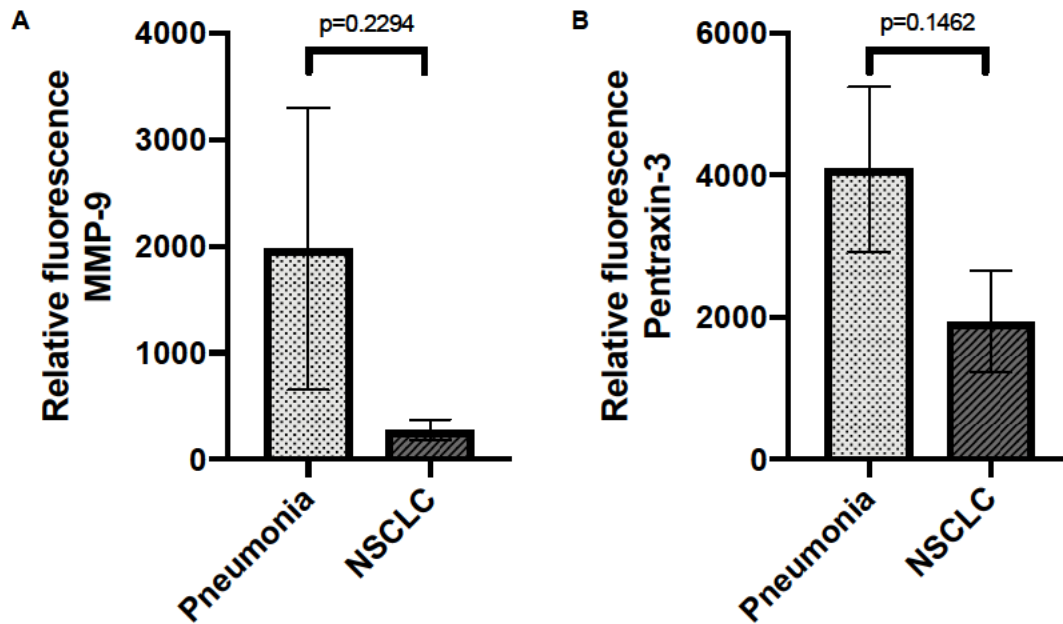 A
Relative fluorescence
MMP-9
4000
3000
2000
1000
0
p=0.2294
Pneumonia
NSCLC
B
Relative fluorescence
Pentraxin-3
6000
4000
2000
0
p=0.1462
Pneumonia
NSCLC